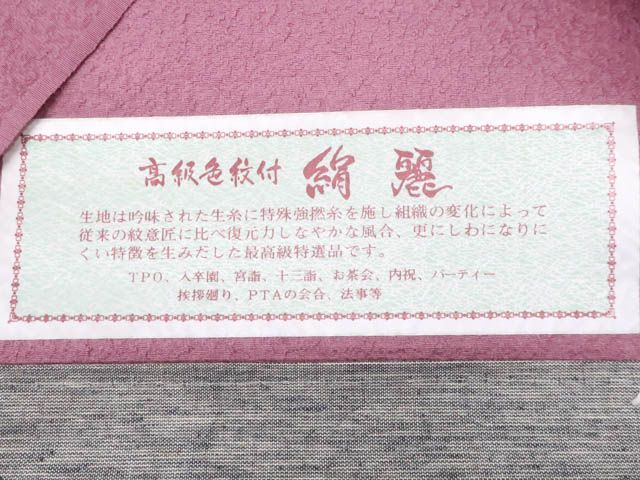 高級色紋付 絹麗
生地は吟味された生糸に特殊強撚糸を施し組織の変化によって
従来の紋意匠に比べ復元力しなやかな風合、更にしわになりに
くい特徴を生みだした最高級特選品です。
TPO、入卒園、宮詣、十三詣、お茶会、内祝、パーティー
挨拶廻り、PTAの会合、法事等